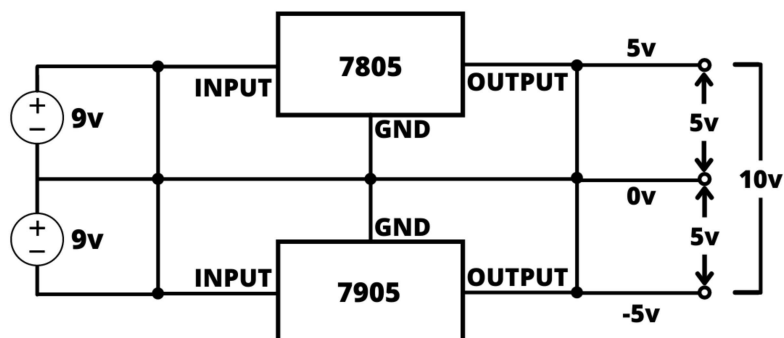 5v
7805
INPUT
OUTPUT
+
−
9v
GND
5v
10v
0v
GND
+
−
9v
5v
INPUT
OUTPUT
7905
-5v